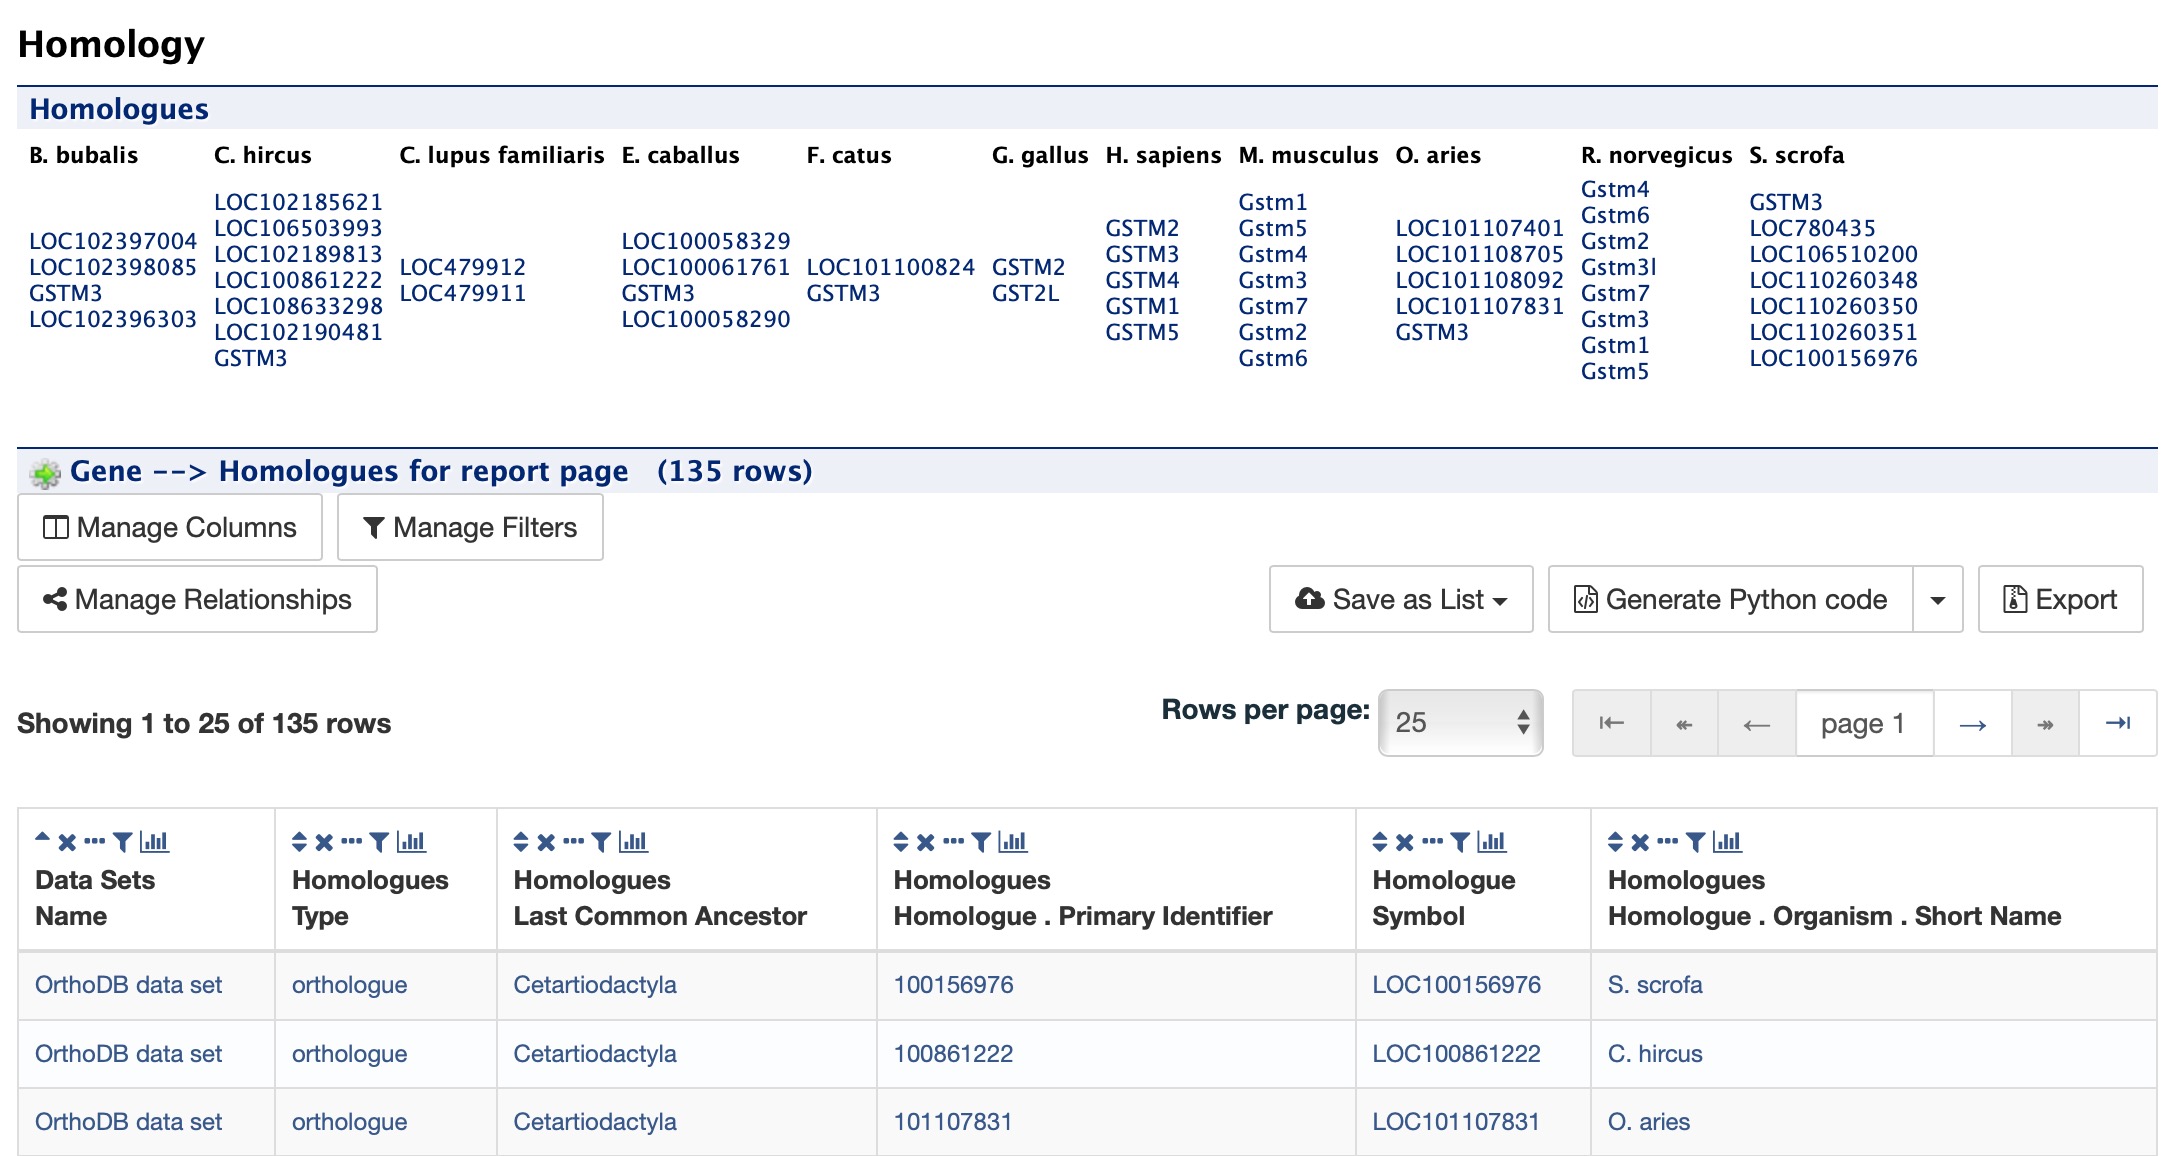 Homology
Homologues
B. bubalis C. hircus C. lupus familiaris E. caballus F. catus G. gallus H. sapiens M. musculus O. aries R. norvegicus S. scrofa
LOC102397004
LOC102398085
GSTM3
LOC102396303
LOC102185621
LOC106503993
LOC102189813
LOC100861222
LOC108633298
LOC102190481
GSTM3
LOC479912
LOC479911
LOC100058329
LOC100061761
GSTM3
LOC100058290
LOC101100824
GSTM3
GSTM2
GST2L
GSTM2
GSTM3
GSTM4
GSTM1
GSTM5
Gstm1
Gstm5
Gstm4
Gstm3
Gstm7
Gstm2
Gstm6
LOC101107401
LOC101108705
LOC101108092
LOC101107831
GSTM3
Gstm4
Gstm6
Gstm2
Gstm3l
Gstm7
Gstm3
Gstm1
Gstm5
GSTM3
LOC780435
LOC106510200
LOC110260348
LOC110260350
LOC110260351
LOC100156976
Gene --> Homologues for report page (135 rows)
Manage Columns Manage Filters
Manage Relationships Save as List Generate Python code Export
Showing 1 to 25 of 135 rows Rows per page: 25 page 1
Data Sets
Name
Homologues
Type
Homologues
Last Common Ancestor
Homologues
Homologue . Primary Identifier
Homologue
Symbol
Homologues
Homologue . Organism . Short Name
OrthoDB data set orthologue Cetartiodactyla 100156976 LOC100156976 S. scrofa
OrthoDB data set orthologue Cetartiodactyla 100861222 LOC100861222 C. hircus
OrthoDB data set orthologue Cetartiodactyla 101107831 LOC101107831 O. aries